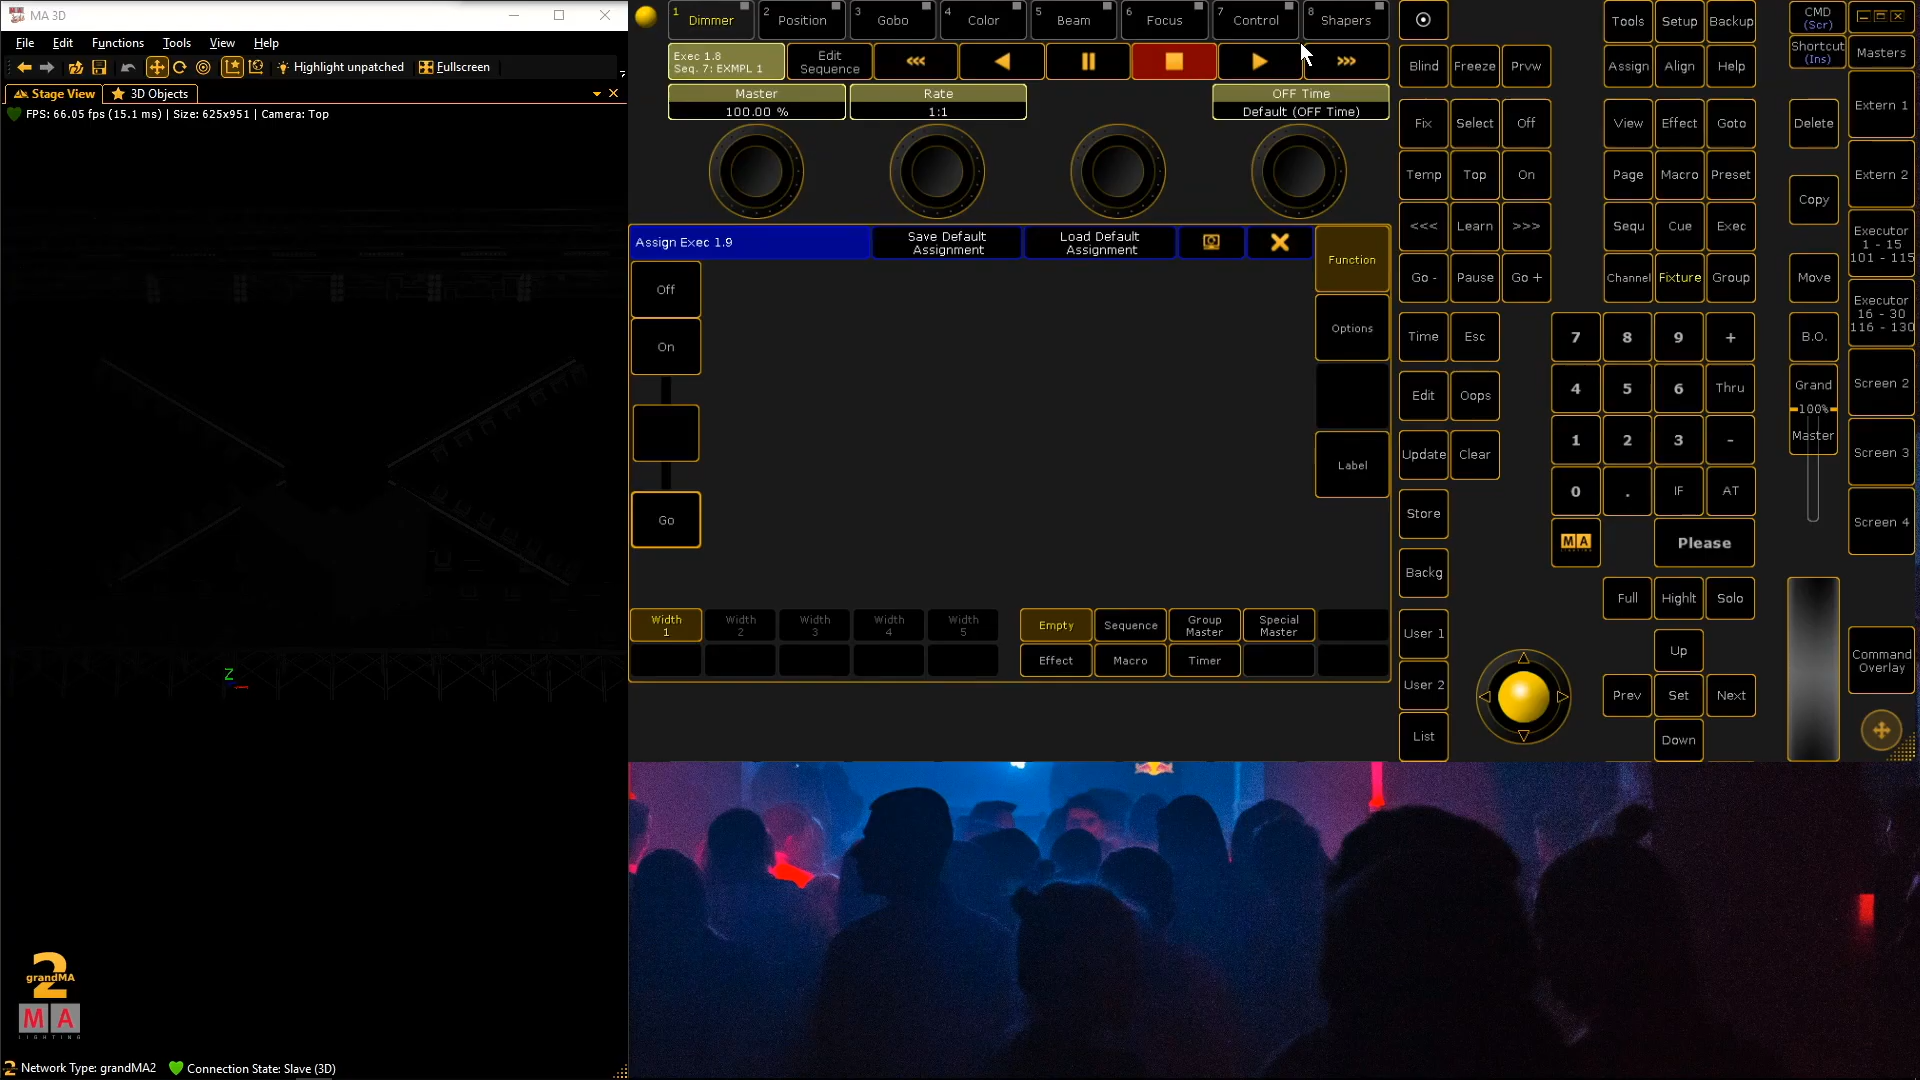 MA 3D
File Edit Functions Tools View Help
Highlight unpatched Fullscreen
Stage View 3D Objects
FPS: 66.05 fps (15.1 ms) | Size: 625x951 | Camera: Top
Z
grandMA
2
MA
LIGHTING
Network Type: grandMA2 Connection State: Slave (3D)
1 Dimmer 2 Position 3 Gobo 4 Color 5 Beam 6 Focus 7 Control 8 Shapers
Exec 1.8
Seq. 7: EXMPL 1
Edit
Sequence
Master
100.00 %
Rate
1:1
OFF Time
Default (OFF Time)
Assign Exec 1.9
Save Default
Assignment
Load Default
Assignment
Function
Options
Label
Off
On
Go
Width
1
Width
2
Width
3
Width
4
Width
5
Empty Sequence
Group
Master
Special
Master
Effect Macro Timer
Tools Setup Backup
Blind Freeze Prvw Assign Align Help
Fix Select Off View Effect Goto Delete
Temp Top On Page Macro Preset Copy
<<< Learn >>> Sequ Cue Exec
Go - Pause Go + Channel Fixture Group Move
Time Esc 7 8 9 + B.O.
Edit Oops 4 5 6 Thru
Grand
100%
Master
Update Clear 1 2 3 -
Store 0 . IF AT
MA
Please
Backg Full Highlt Solo
User 1 Up
User 2 Prev Set Next
List Down
CMD
(Scr)
Shortcut
(Ins)
Masters
Extern 1
Extern 2
Executor
1 - 15
101 - 115
Executor
16 - 30
116 - 130
Screen 2
Screen 3
Screen 4
Command
Overlay